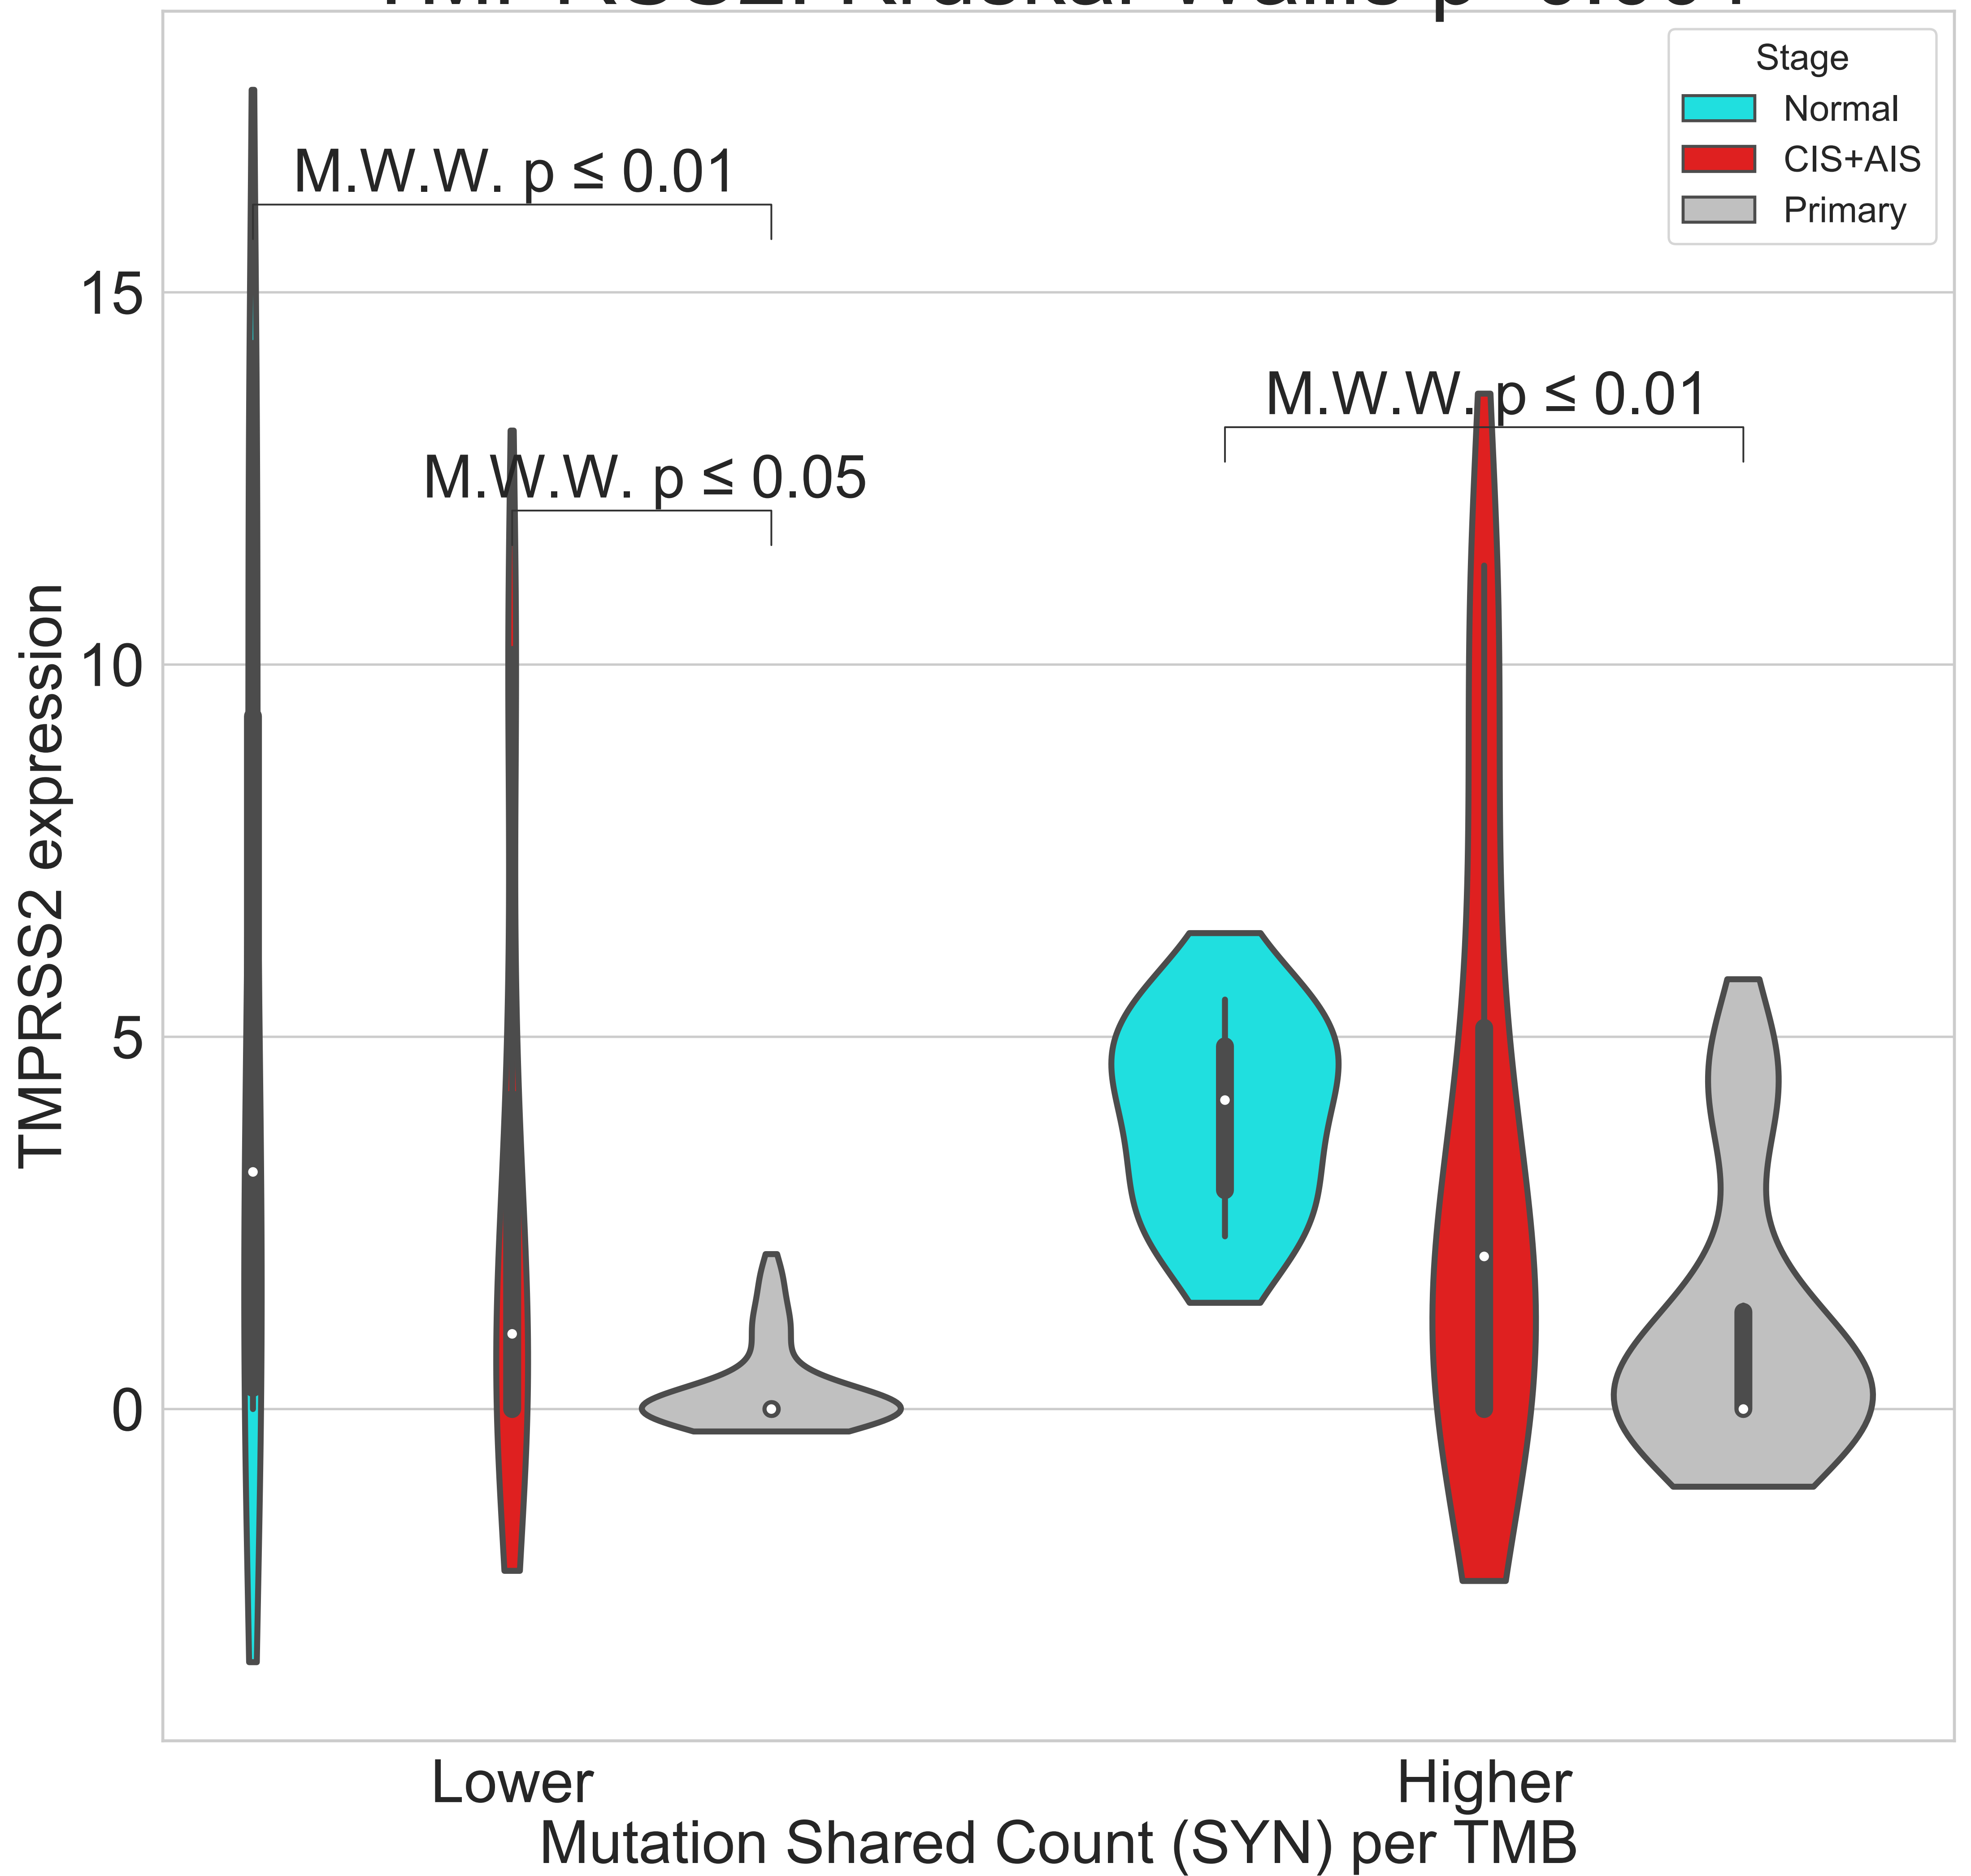 Stage
Normal
CIS+AIS
Primary
M.W.W. p ≤ 0.01
M.W.W. p ≤ 0.01
M.W.W. p ≤ 0.05
15
10
5
0
TMPRSS2 expression
Lower
Higher
Mutation Shared Count (SYN) per TMB